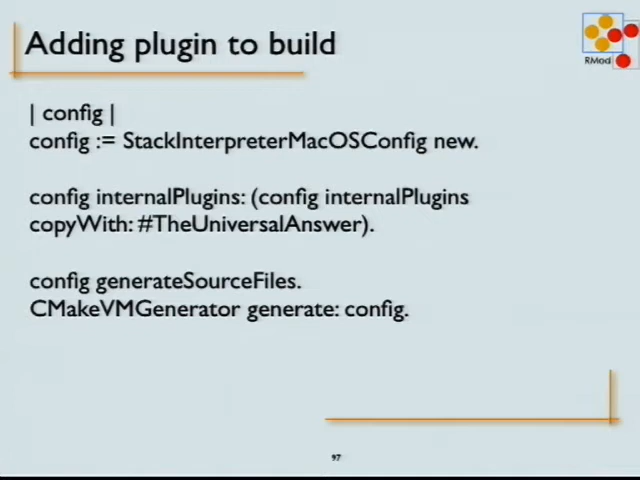 Adding plugin to build
RMod
| config |
config := StackInterpreterMacOSConfig new.
config internalPlugins: (config internalPlugins
copyWith: #TheUniversalAnswer).
config generateSourceFiles.
CMakeVMGenerator generate: config.
97